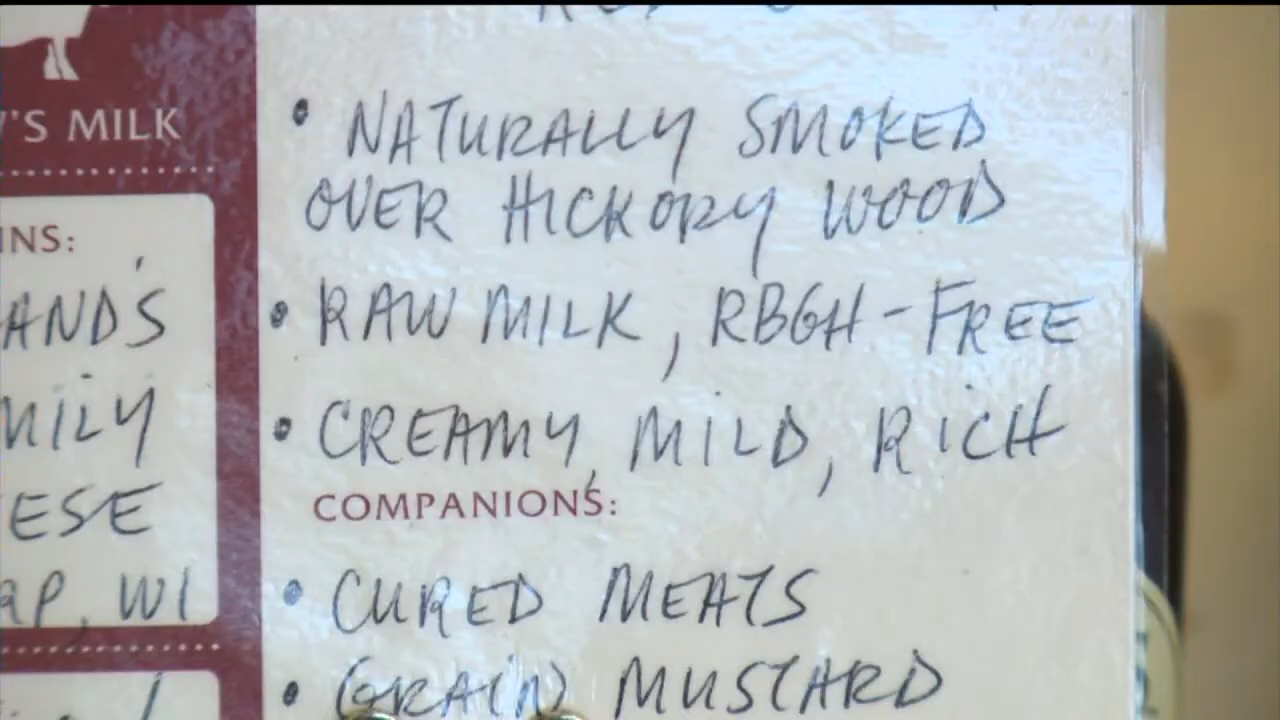 'S MILK
INS:
AND'S
MILY
ESE
AP, WI
• NATURALLY SMOKED
OVER HICKORY WOOD
• RAW MILK, RBGH-FREE
• CREAMY, MILD, RICH
COMPANIONS:
• CURED MEATS
• GRAIN MUSTARD